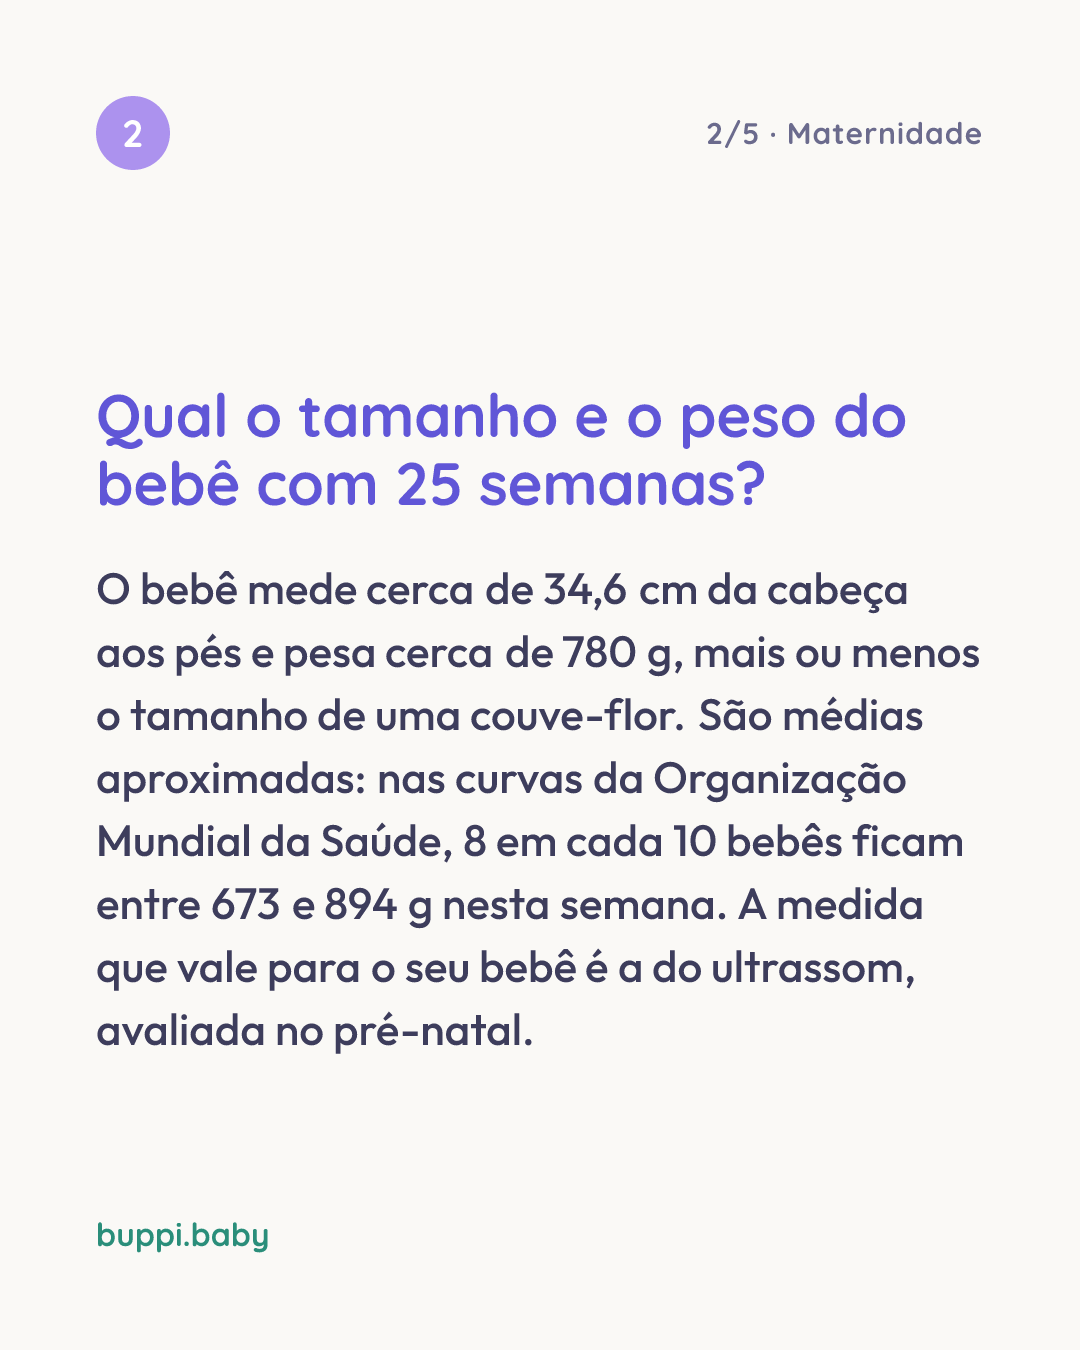 2
2/5 · Maternidade
Qual o tamanho e o peso do
bebê com 25 semanas?
O bebê mede cerca de 34,6 cm da cabeça
aos pés e pesa cerca de 780 g, mais ou menos
o tamanho de uma couve-flor. São médias
aproximadas: nas curvas da Organização
Mundial da Saúde, 8 em cada 10 bebês ficam
entre 673 e 894 g nesta semana. A medida
que vale para o seu bebê é a do ultrassom,
avaliada no pré-natal.
buppi.baby